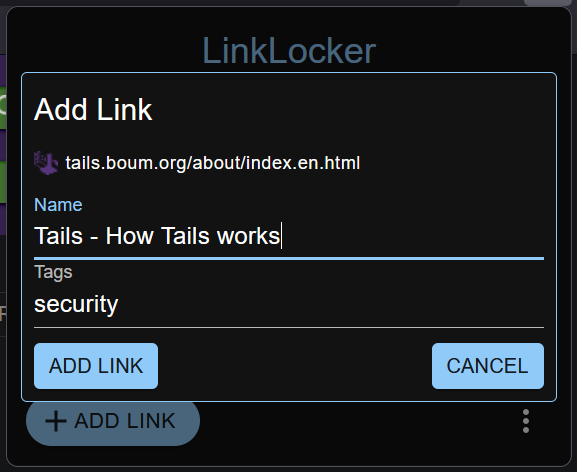 LinkLocker
Add Link
tails.boum.org/about/index.en.html
Name
Tails - How Tails works
Tags
security
ADD LINK
CANCEL
+ ADD LINK